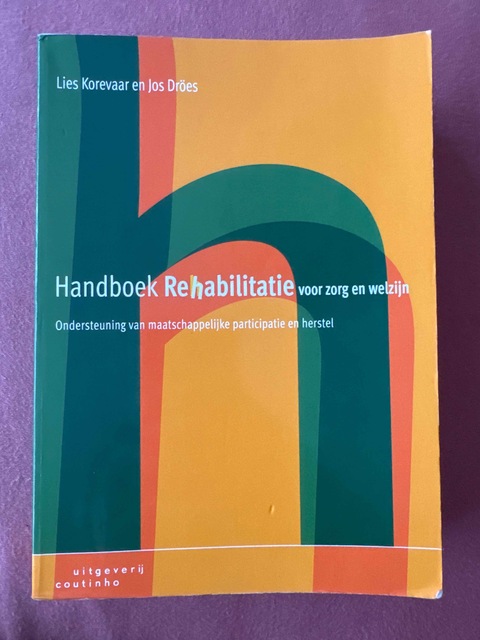 Lies Korevaar en Jos Dröes
Handboek Rehabilitatie voor zorg en welzijn
Ondersteuning van maatschappelijke participatie en herstel
uitgeverij
coutinho